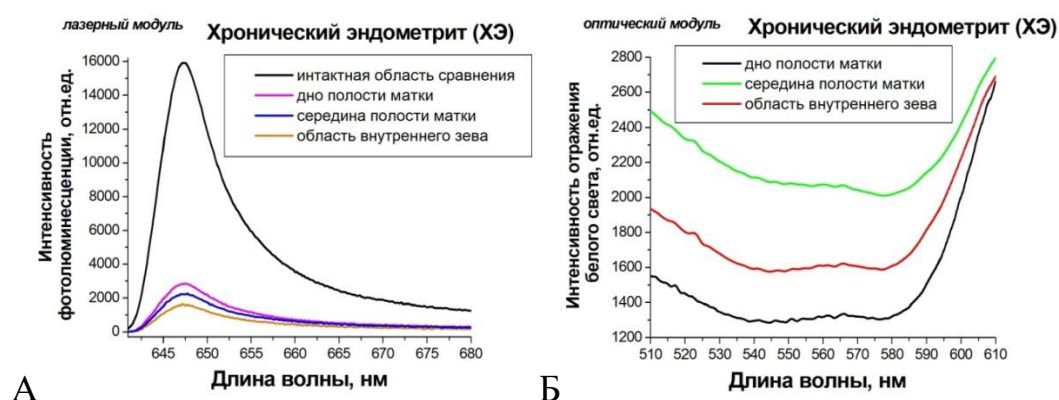 лазерный модуль
Хронический эндометрит (ХЭ)
интактная область сравнения
дно полости матки
середина полости матки
область внутреннего зева
Интенсивность
фотолюминесценции, отн.ед.
16000
14000
12000
10000
8000
6000
4000
2000
0
645 650 655 660 665 670 675 680
Длина волны, нм
А
оптический модуль
Хронический эндометрит (ХЭ)
дно полости матки
середина полости матки
область внутреннего зева
Интенсивность отражения
белого света, отн.ед.
2800
2600
2400
2200
2000
1800
1600
1400
1200
510 520 530 540 550 560 570 580 590 600 610
Длина волны, нм
Б